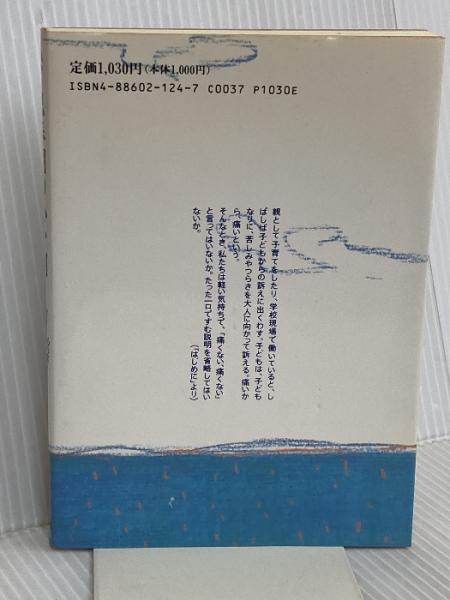 定価1,030円(本体1,000円)
ISBN4-88602-124-7 C0037 P1030E
親として子育てをしたり、学校現場で働いていると、し
ばしば子どもからの訴えに出くわす。子どもは、子ども
なりに、苦しみやつらさを大人に向かって訴える。痛いか
ら「痛い」という。
そんなとき、私たちは軽い気持ちで、「痛くない、痛くない」
と言ってはいないか。たった一口ですむ説明を省略してはい
ないか。
(「はじめに」より)